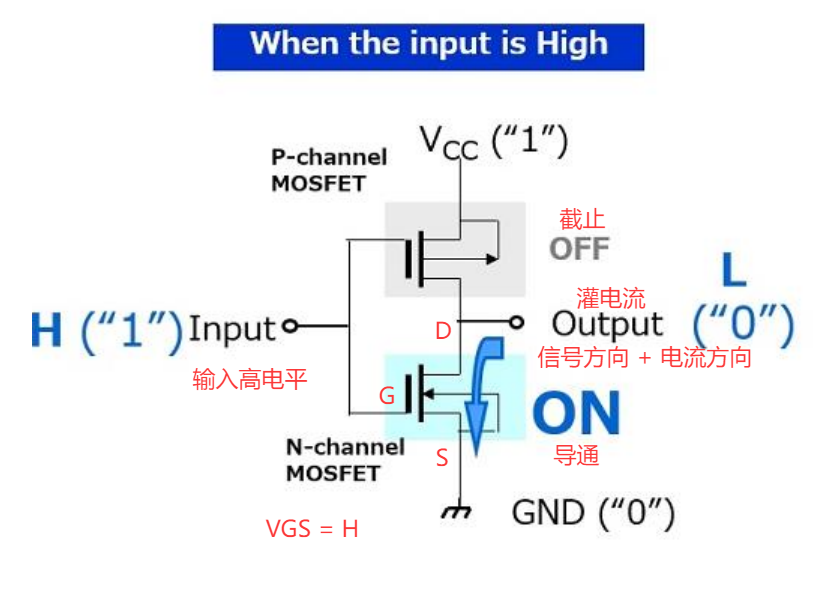 When the input is High
V_CC (“1”)
P-channel
MOSFET
截止
OFF
L
灌电流
H (“1”) Input
D
Output
(“0”)
信号方向 + 电流方向
输入高电平
G
ON
N-channel
MOSFET
S
导通
GND (“0”)
VGS = H